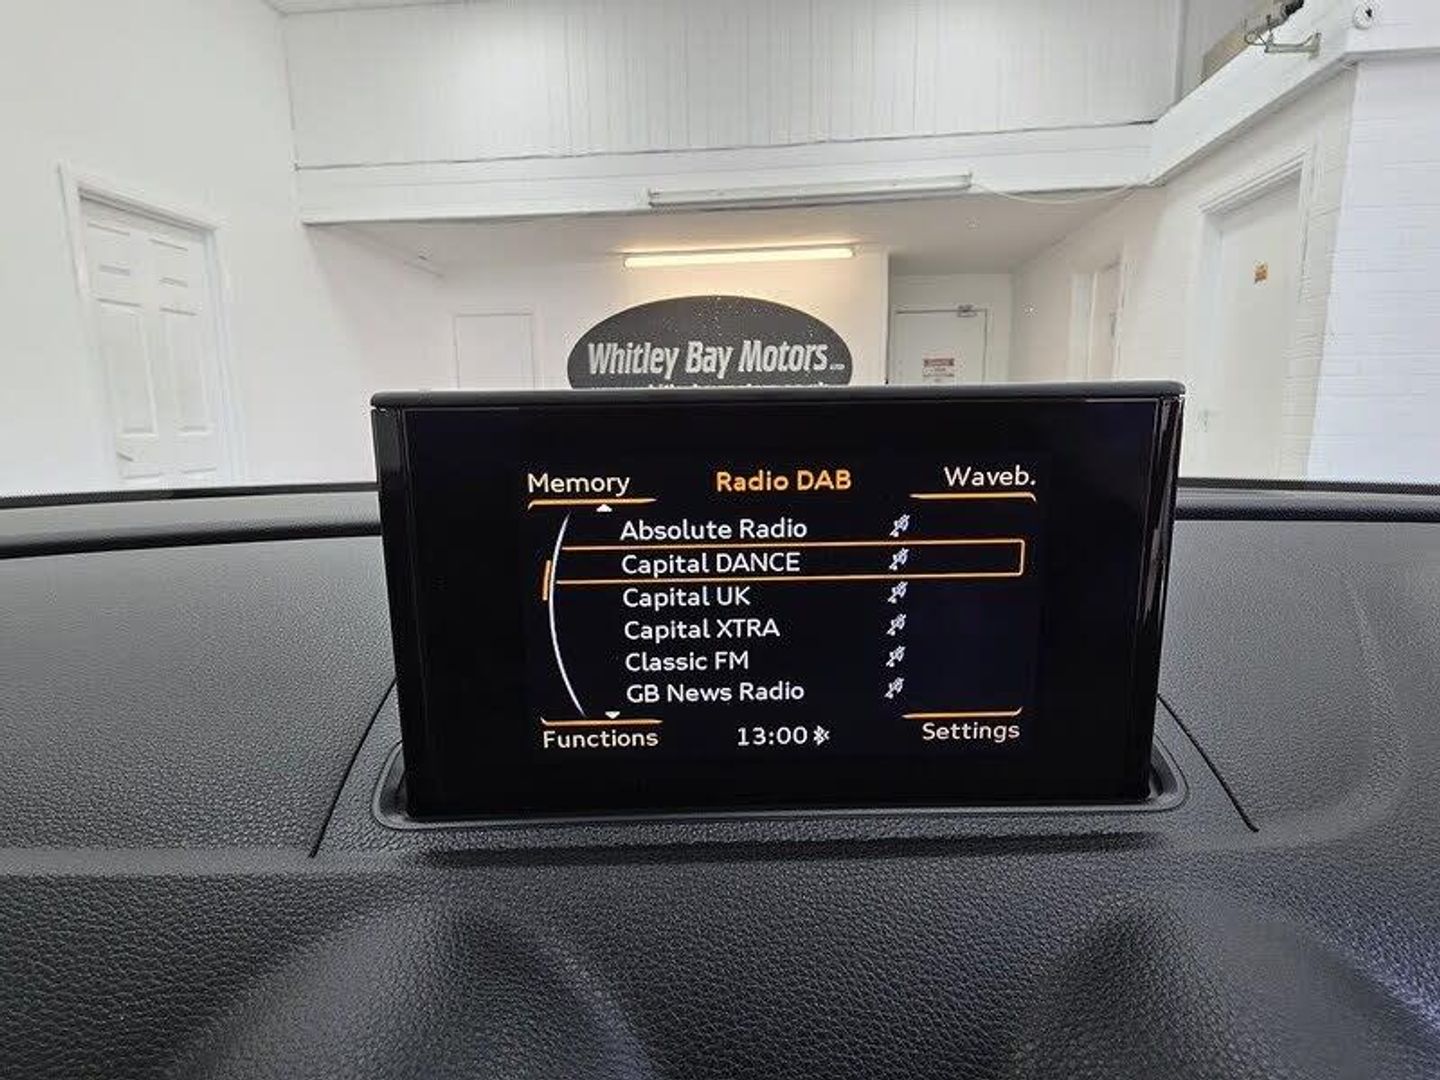 Whitley Bay Motors
Memory
Radio DAB
Waveb.
Absolute Radio
Capital DANCE
Capital UK
Capital XTRA
Classic FM
GB News Radio
Functions
13:00
Settings